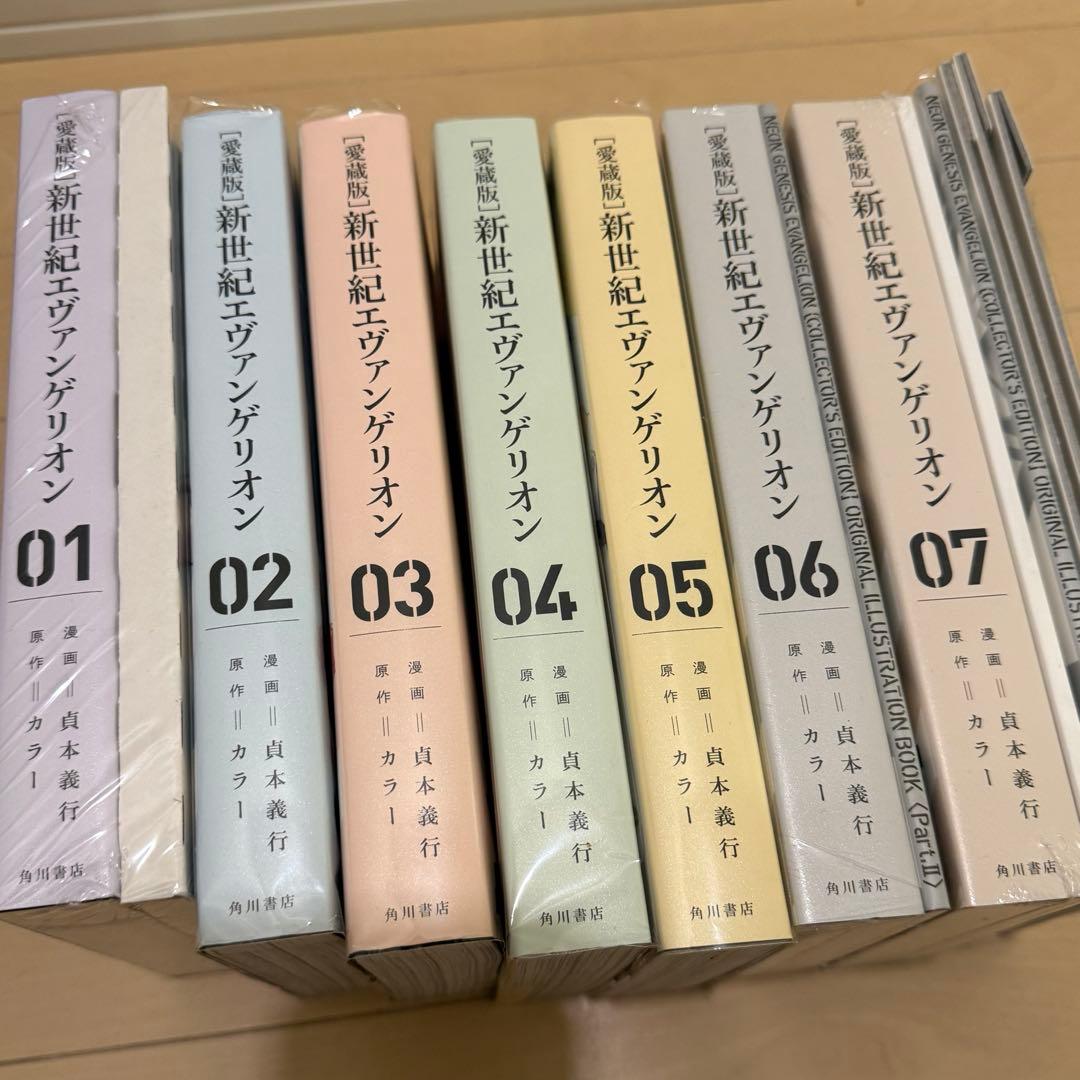 [愛蔵版]新世紀エヴァンゲリオン
01
漫画=貞本義行
原作=カラー
角川書店
[愛蔵版]新世紀エヴァンゲリオン
02
漫画=貞本義行
原作=カラー
角川書店
[愛蔵版]新世紀エヴァンゲリオン
03
漫画=貞本義行
原作=カラー
角川書店
[愛蔵版]新世紀エヴァンゲリオン
04
漫画=貞本義行
原作=カラー
角川書店
[愛蔵版]新世紀エヴァンゲリオン
05
漫画=貞本義行
原作=カラー
角川書店
[愛蔵版]新世紀エヴァンゲリオン
06
漫画=貞本義行
原作=カラー
角川書店
NEON GENESIS EVANGELION [COLLECTOR'S EDITION] ORIGINAL ILLUSTRATION BOOK 〈Part.II〉
[愛蔵版]新世紀エヴァンゲリオン
07
漫画=貞本義行
原作=カラー
角川書店
NEON GENESIS EVANGELION [COLLECTOR'S EDITION] ORIGINAL